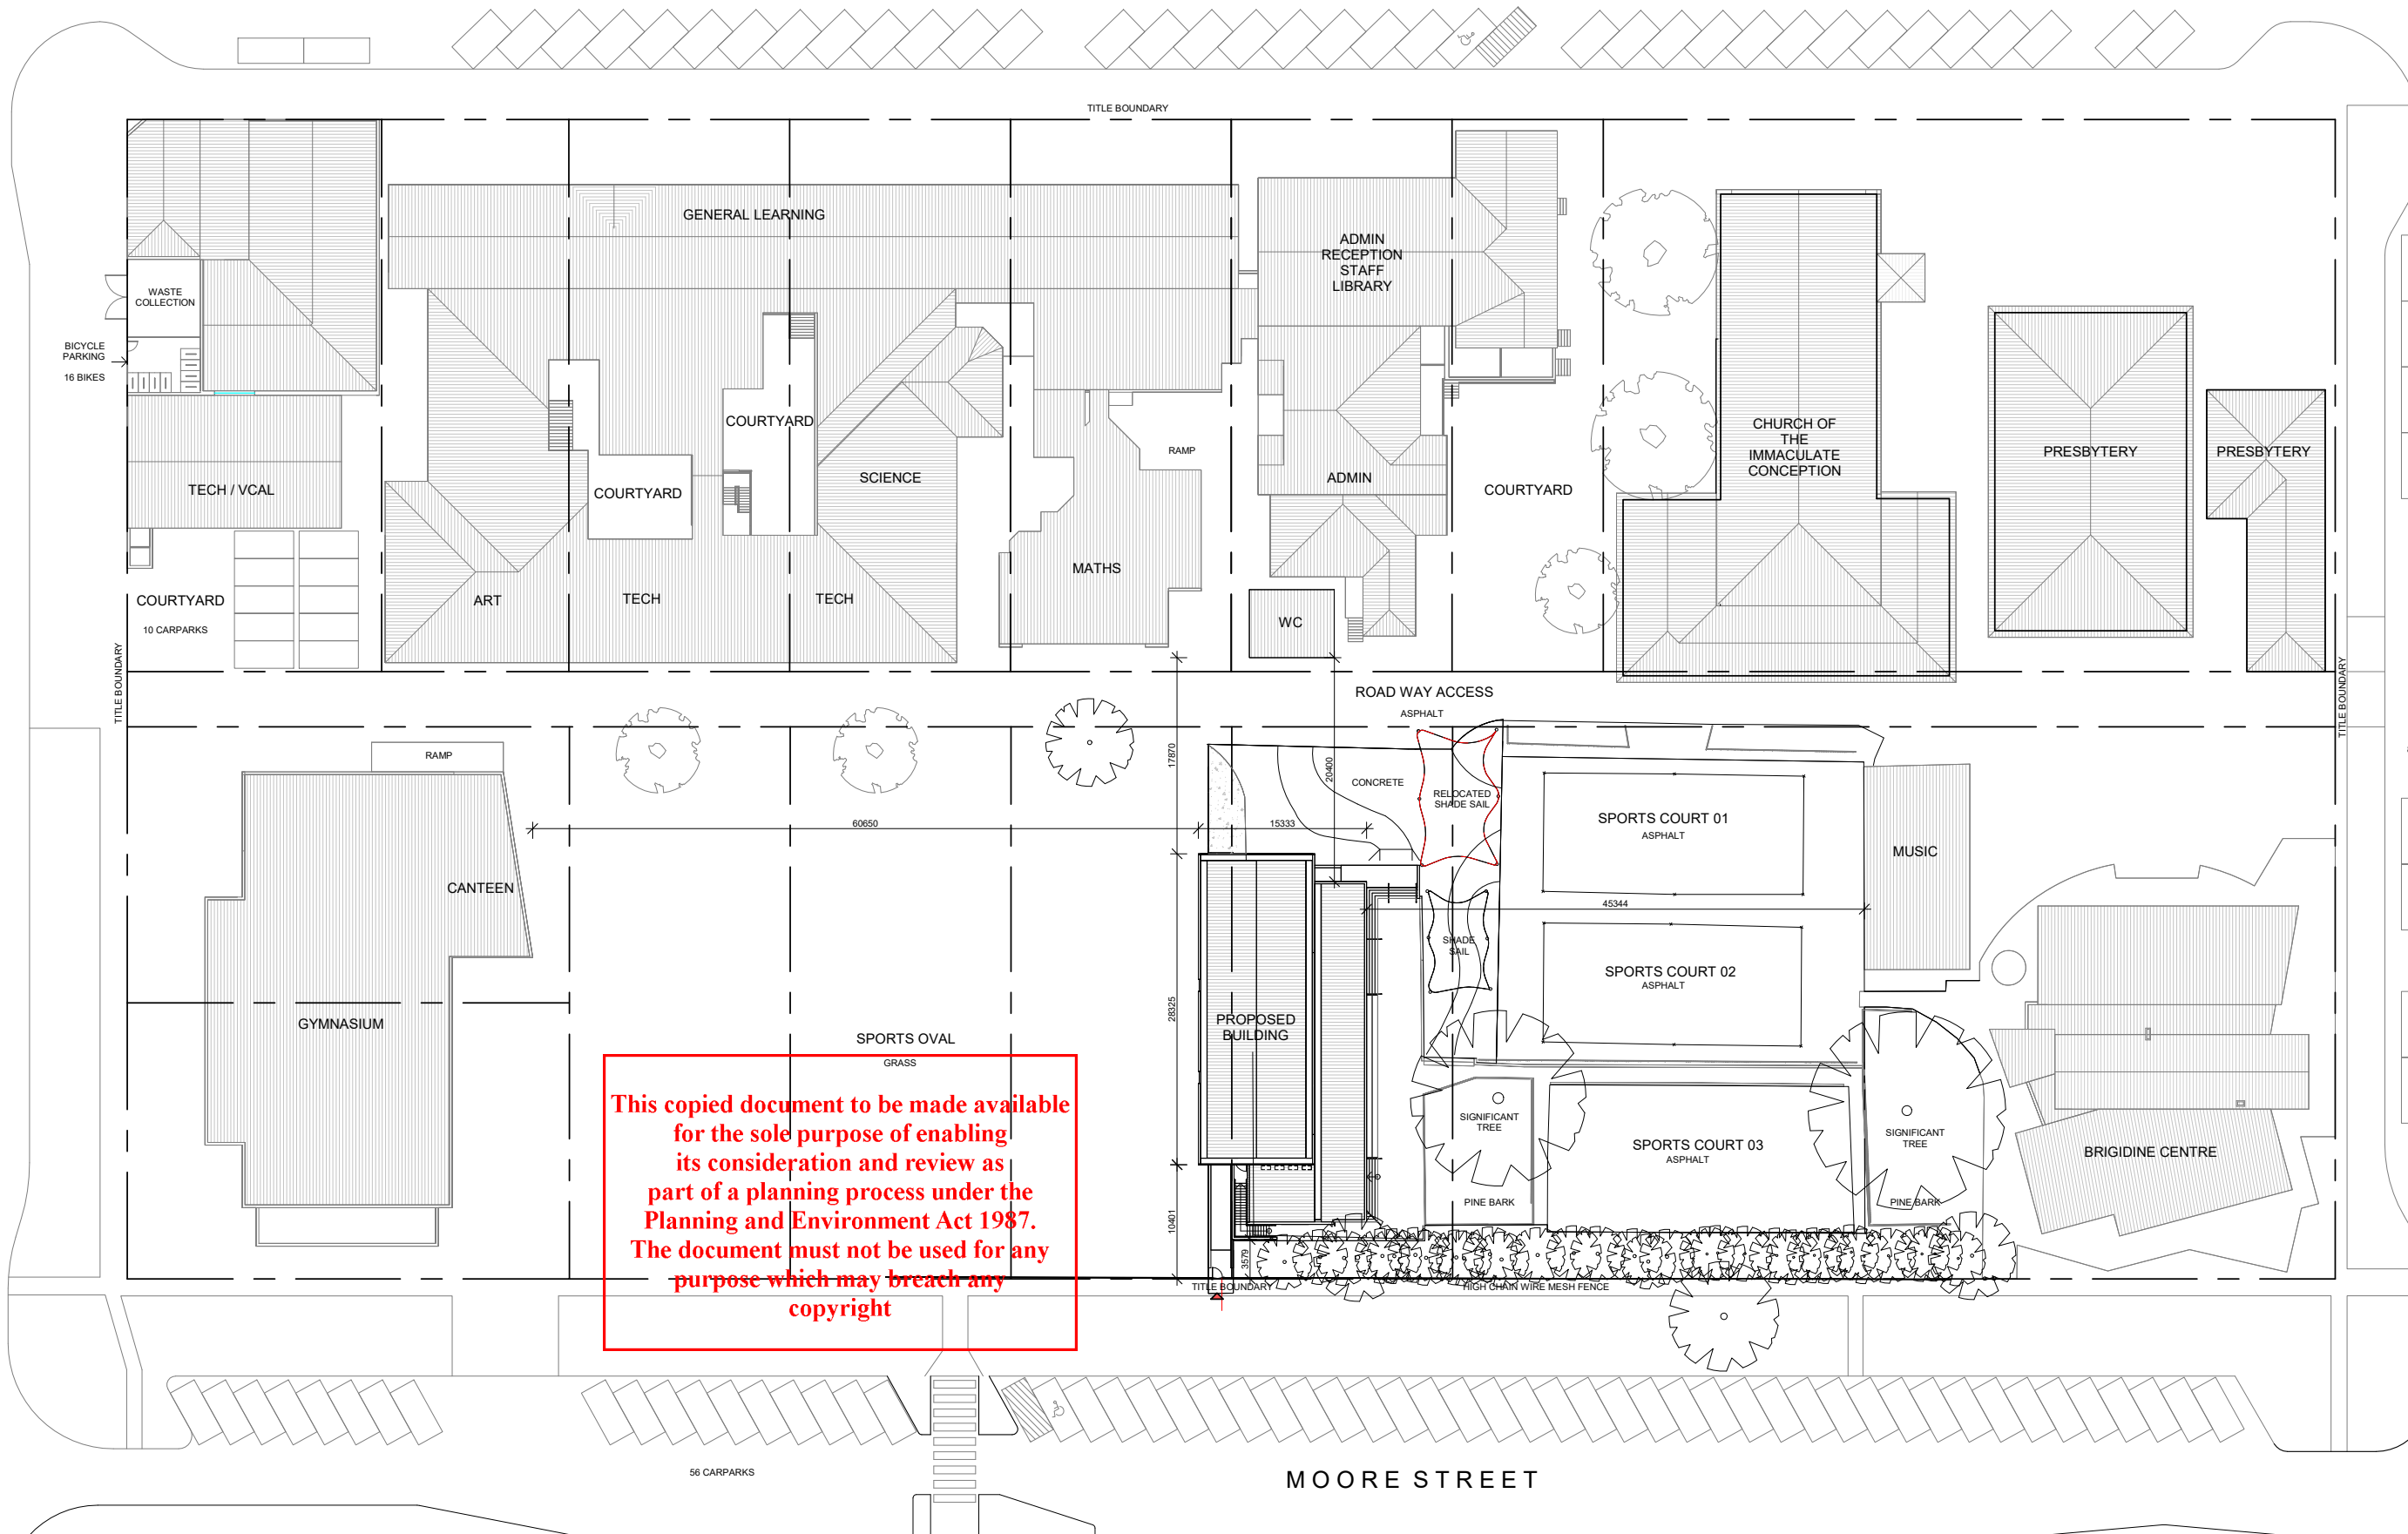 TITLE BOUNDARY
GENERAL LEARNING
ADMIN
RECEPTION
STAFF
LIBRARY
WASTE
COLLECTION
BICYCLE
PARKING
16 BIKES
COURTYARD
CHURCH OF
THE
IMMACULATE
CONCEPTION
PRESBYTERY
PRESBYTERY
RAMP
SCIENCE
ADMIN
TECH / VCAL
COURTYARD
COURTYARD
MATHS
COURTYARD
10 CARPARKS
ART
TECH
TECH
WC
TITLE BOUNDARY
TITLE BOUNDARY
ROAD WAY ACCESS
ASPHALT
RAMP
17870
20400
CONCRETE
RELOCATED
SHADE SAIL
SPORTS COURT 01
ASPHALT
60650
15333
MUSIC
CANTEEN
45344
SHADE
SAIL
SPORTS COURT 02
ASPHALT
28325
PROPOSED
BUILDING
GYMNASIUM
SPORTS OVAL
GRASS
This copied document to be made available
for the sole purpose of enabling
its consideration and review as
part of a planning process under the
Planning and Environment Act 1987.
The document must not be used for any
purpose which may breach any
copyright
SIGNIFICANT
TREE
SPORTS COURT 03
ASPHALT
SIGNIFICANT
TREE
BRIGIDINE CENTRE
PINE BARK
PINE BARK
10401
3579
TITLE BOUNDARY
HIGH CHAIN WIRE MESH FENCE
56 CARPARKS
MOORE STREET